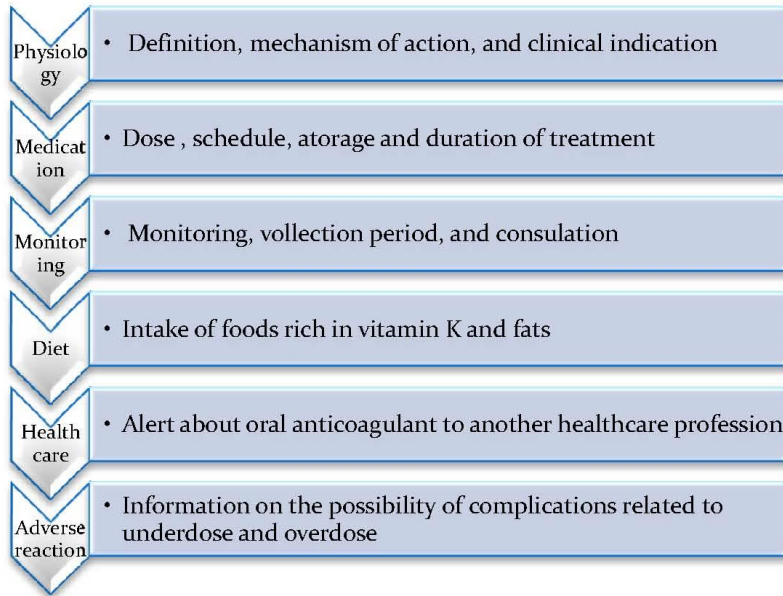 Physiolo
gy
• Definition, mechanism of action, and clinical indication
Medicat
ion
• Dose , schedule, atorage and duration of treatment
Monitor
ing
• Monitoring, vollection period, and consulation
Diet
• Intake of foods rich in vitamin K and fats
Health
care
• Alert about oral anticoagulant to another healthcare profession
Adverse
reaction
• Information on the possibility of complications related to
underdose and overdose